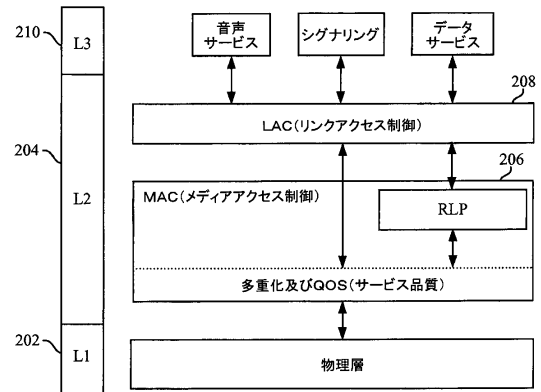 210
L3
音声
サービス
シグナリング
データ
サービス
208
LAC(リンクアクセス制御)
204
L2
206
MAC(メディアアクセス制御)
RLP
多重化及びQOS(サービス品質)
202
L1
物理層